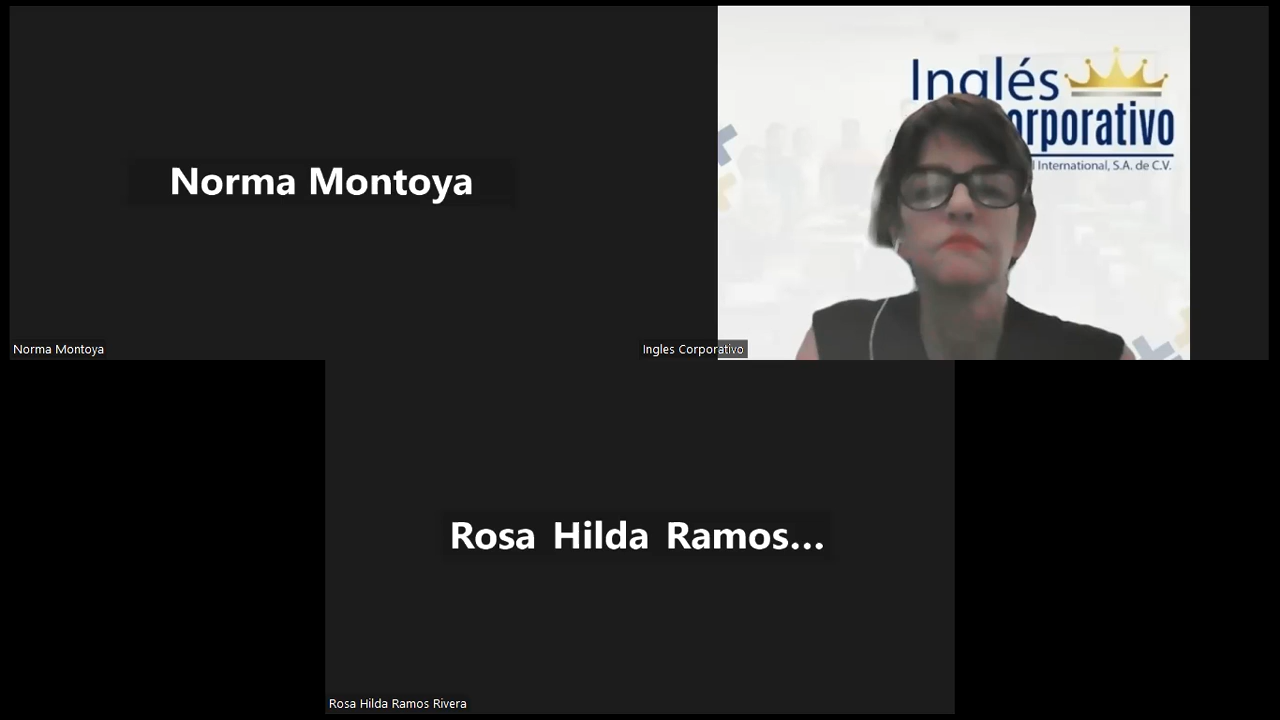 Norma Montoya
Norma Montoya
Inglés
orporativo
l International, S.A. de C.V.
Ingles Corporativo
Rosa Hilda Ramos...
Rosa Hilda Ramos Rivera